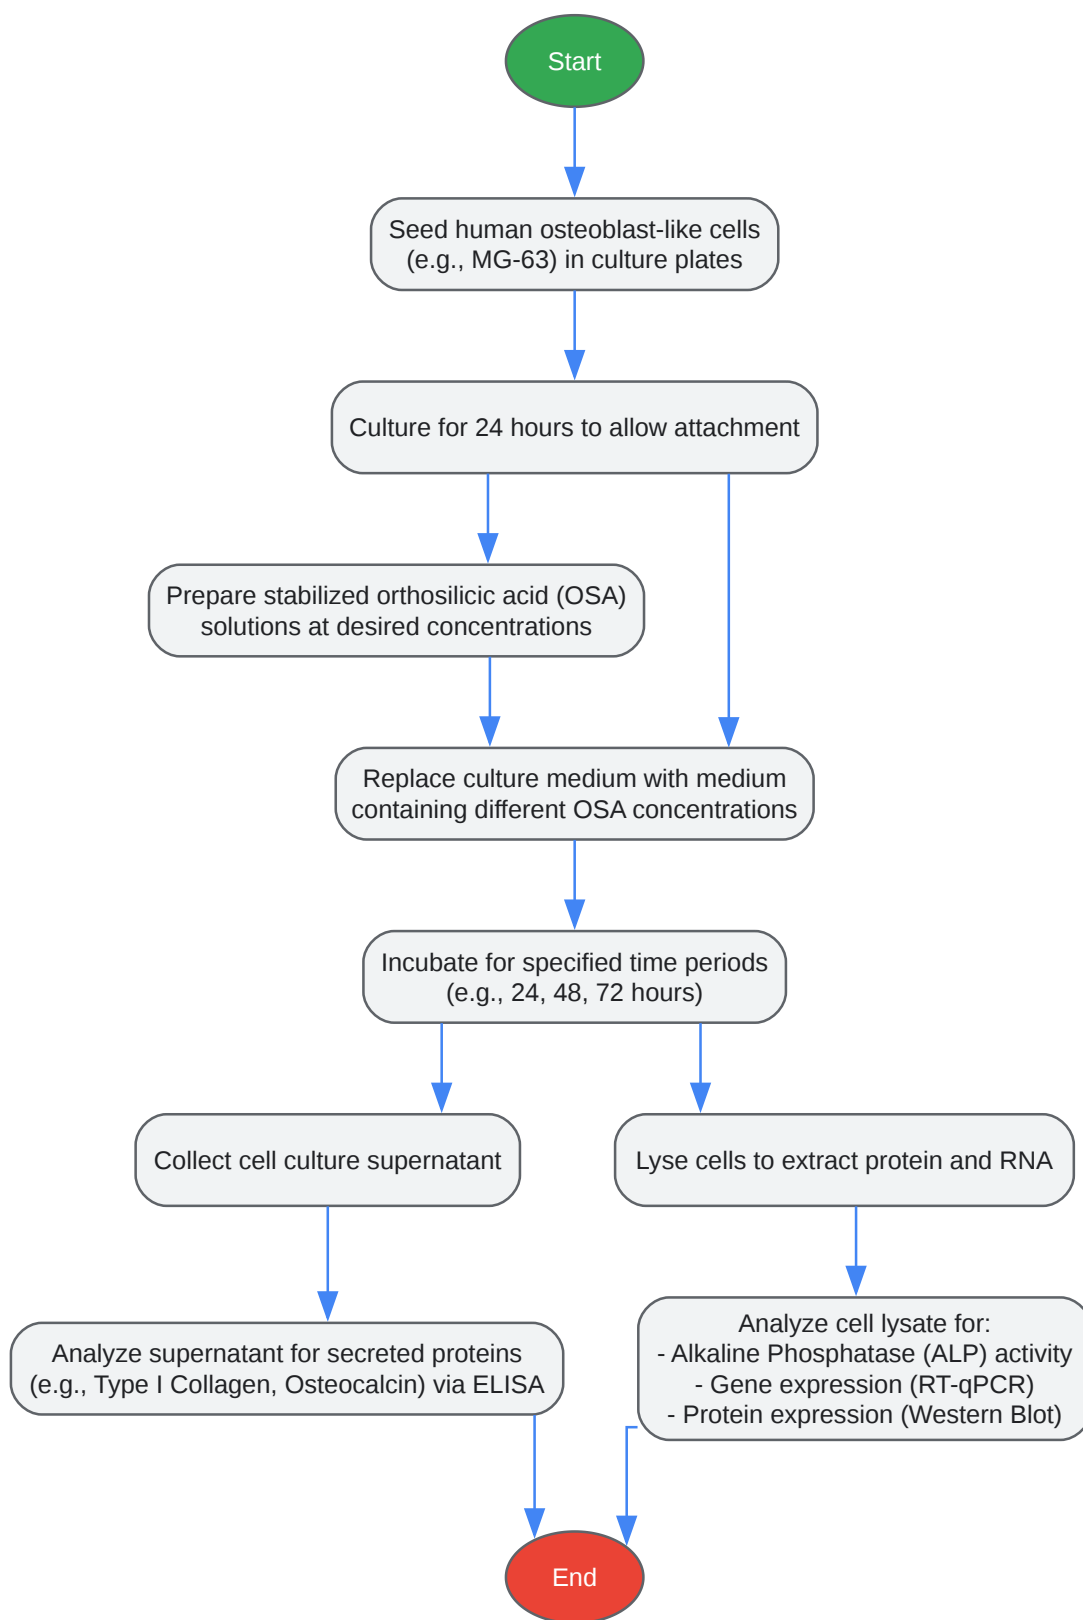 Start
Seed human osteoblast-like cells
(e.g., MG-63) in culture plates
Culture for 24 hours to allow attachment
Prepare stabilized orthosilicic acid (OSA)
solutions at desired concentrations
Replace culture medium with medium
containing different OSA concentrations
Incubate for specified time periods
(e.g., 24, 48, 72 hours)
Collect cell culture supernatant
Lyse cells to extract protein and RNA
Analyze supernatant for secreted proteins
(e.g., Type I Collagen, Osteocalcin) via ELISA
Analyze cell lysate for:
- Alkaline Phosphatase (ALP) activity
- Gene expression (RT-qPCR)
- Protein expression (Western Blot)
End